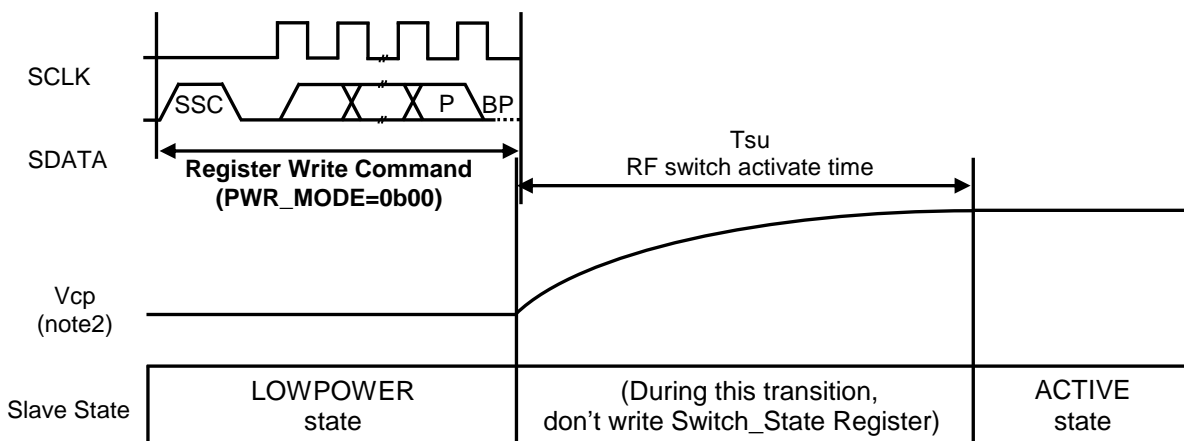 SCLK
SSC
P
BP
SDATA
Register Write Command
(PWR_MODE=0b00)
Tsu
RF switch activate time
Vcp
(note2)
Slave State
LOWPOWER
state
(During this transition,
don't write Switch_State Register)
ACTIVE
state